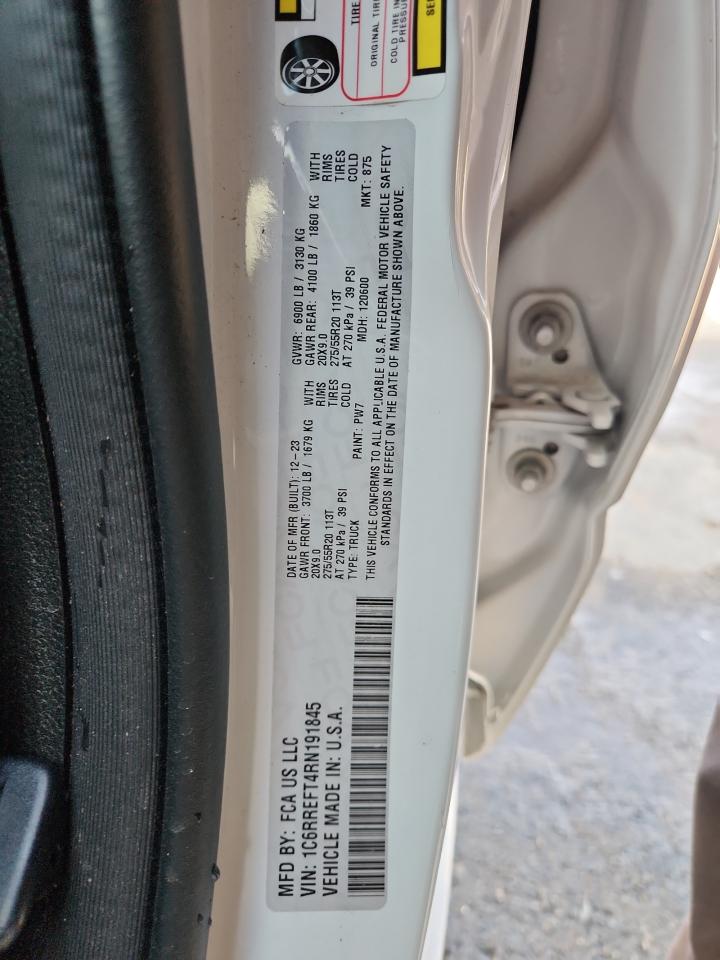 TIRE
ORIGINAL TIRE
COLD TIRE IN
PRESSU
SE
MFD BY: FCA US LLC
VIN: 1C6RREFT4RN191845
VEHICLE MADE IN: U.S.A.
DATE OF MFR (BUILT): 12-23
GVWR: 6900 LB / 3130 KG
GAWR FRONT: 3700 LB / 1679 KG WITH
GAWR REAR: 4100 LB / 1860 KG WITH
20X9.0 RIMS
20X9.0 RIMS
275/55R20 113T TIRES
275/55R20 113T TIRES
AT 270 kPa / 39 PSI COLD
AT 270 kPa / 39 PSI COLD
TYPE: TRUCK PAINT: PW7 MDH: 120600 MKT: 875
THIS VEHICLE CONFORMS TO ALL APPLICABLE U.S.A. FEDERAL MOTOR VEHICLE SAFETY
STANDARDS IN EFFECT ON THE DATE OF MANUFACTURE SHOWN ABOVE.